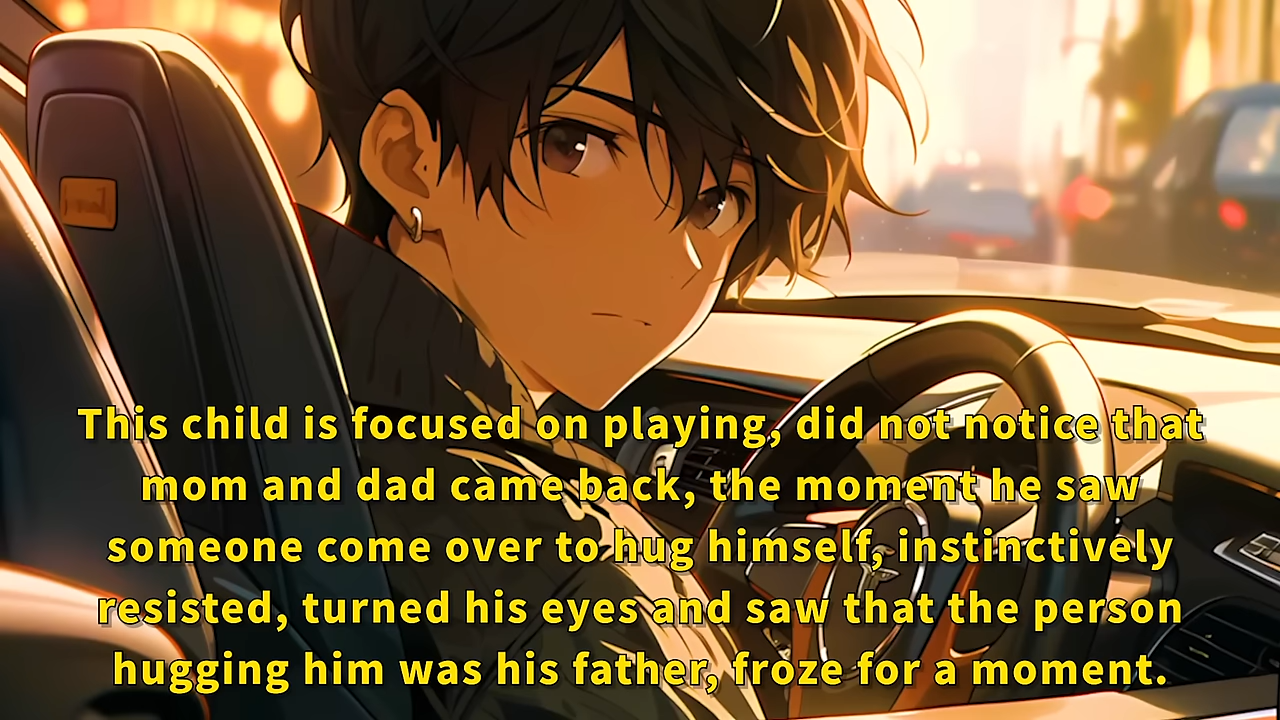 This child is focused on playing, did not notice that
mom and dad came back, the moment he saw
someone come over to hug himself, instinctively
resisted, turned his eyes and saw that the person
hugging him was his father, froze for a moment.